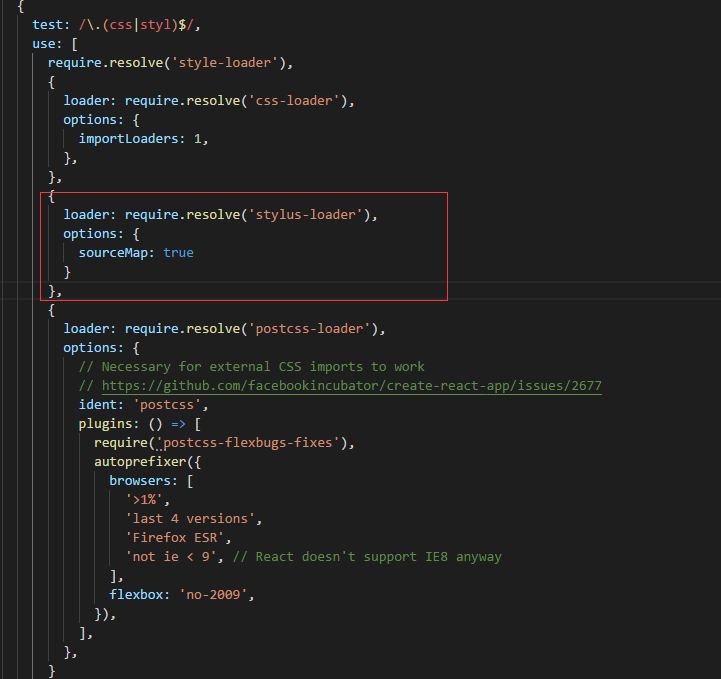 {
test: /\.(css|styl)$/,
use: [
require.resolve('style-loader'),
{
loader: require.resolve('css-loader'),
options: {
importLoaders: 1,
},
},
{
loader: require.resolve('stylus-loader'),
options: {
sourceMap: true
}
},
{
loader: require.resolve('postcss-loader'),
options: {
// Necessary for external CSS imports to work
// https://github.com/facebookincubator/create-react-app/issues/2677
ident: 'postcss',
plugins: () => [
require('postcss-flexbugs-fixes'),
autoprefixer({
browsers: [
'>1%',
'last 4 versions',
'Firefox ESR',
'not ie < 9', // React doesn't support IE8 anyway
],
flexbox: 'no-2009',
}),
],
},
}